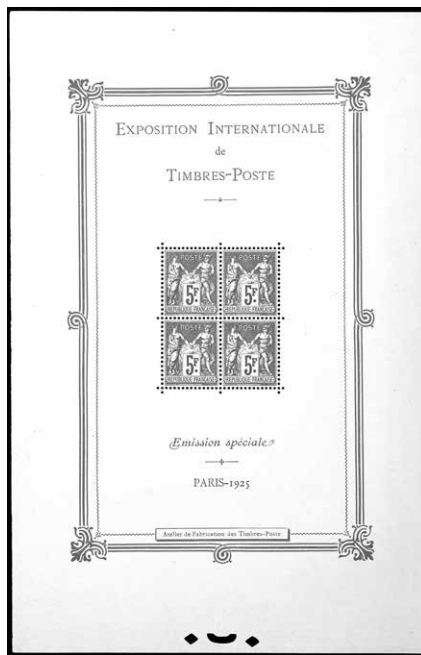 EXPOSITION INTERNATIONALE
de
TIMBRES-POSTE
POSTE POSTE
5F 5F
REPUBLIQUE FRANÇAISE REPUBLIQUE FRANÇAISE
POSTE POSTE
5F 5F
REPUBLIQUE FRANÇAISE REPUBLIQUE FRANÇAISE
Emission spéciale
PARIS-1925
Atelier de Fabrication des Timbres-Poste